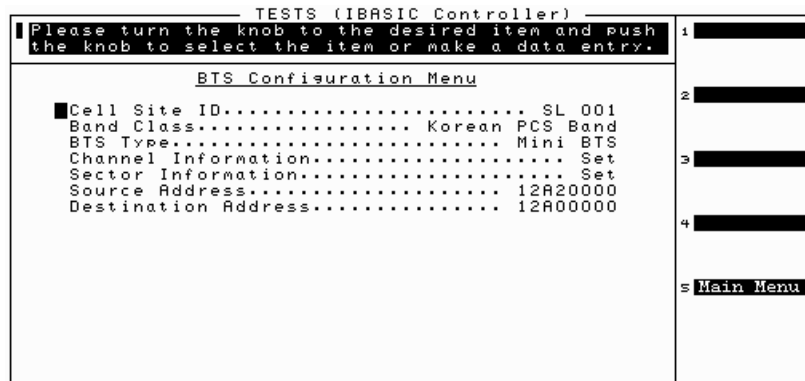 TESTS (IBASIC Controller)
Please turn the knob to the desired item and push
the knob to select the item or make a data entry.
BTS Configuration Menu
Cell Site ID.......................... SL 001
Band Class................. Korean PCS Band
BTS Type............................ Mini BTS
Channel Information..................... Set
Sector Information...................... Set
Source Address..................... 12A20000
Destination Address................ 12A00000
1
2
3
4
5 Main Menu